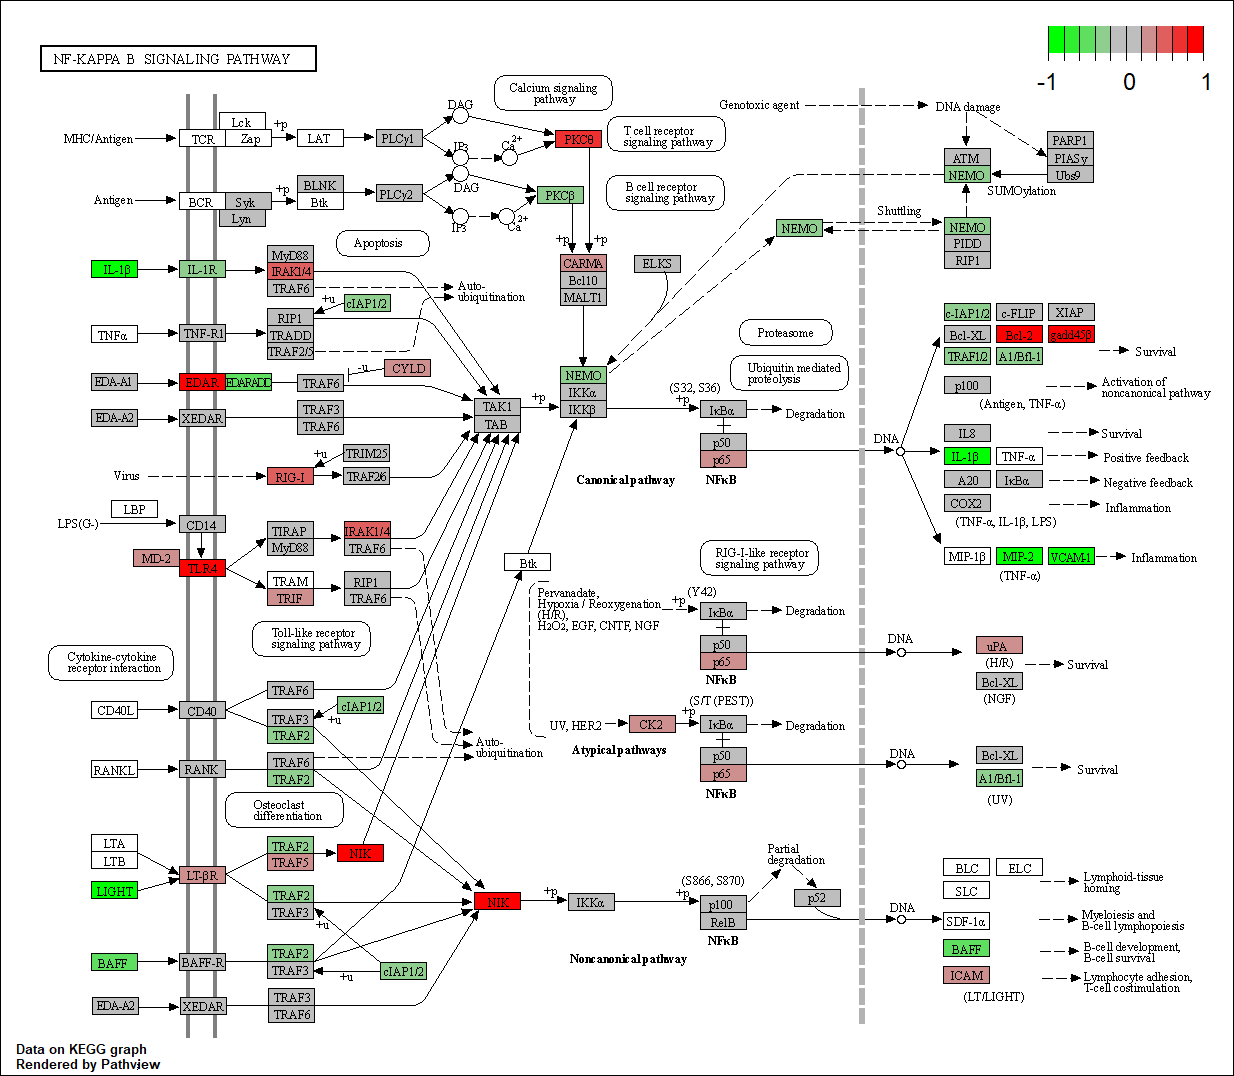 NF-KAPPA B SIGNALING PATHWAY
-1 0 1
Calcium signaling
pathway
T cell receptor
signaling pathway
B cell receptor
signaling pathway
Genotoxic agent
DNA damage
MHC/Antigen
TCR
Lck
Zap
+p
LAT
PLCγ1
DAG
IP3
Ca2+
PKCθ
ATM
NEMO
PARP1
PIASy
Ubs9
SUMOylation
Antigen
BCR
Syk
Lyn
+p
BLNK
Btk
PLCγ2
DAG
IP3
Ca2+
PKCβ
+p
+p
NEMO
Shuttling
NEMO
PIDD
RIP1
Apoptosis
IL-1β
IL-1R
MyD88
IRAK1/4
TRAF6
Auto-
ubiquitination
CARMA
Bcl10
MALT1
ELKS
+u
cIAP1/2
TNFα
TNF-R1
RIP1
TRADD
TRAF2/5
Proteasome
Ubiquitin mediated
proteolysis
c-IAP1/2
c-FLIP
XIAP
Bcl-XL
Bcl-2
gadd45β
TRAF1/2
A1/Bfl-1
Survival
p100
(Antigen, TNF-α)
Activation of
noncanonical pathway
EDA-A1
EDAR
EDARADD
TRAF6
-u
CYLD
EDA-A2
XEDAR
TRAF3
TRAF6
TAK1
TAB
+p
NEMO
IKKα
IKKβ
(S32, S36)
+p
IκBα
Degradation
p50
p65
NFκB
Canonical pathway
DNA
IL8
Survival
IL-1β
TNF-α
Positive feedback
A20
IκBα
Negative feedback
COX2
Inflammation
(TNF-α, IL-1β, LPS)
MIP-1β
MIP-2
VCAM-1
Inflammation
(TNF-α)
Virus
RIG-I
+u
TRIM25
TRAF2/6
LBP
LPS(G-)
CD14
MD-2
TLR4
TIRAP
MyD88
IRAK1/4
TRAF6
TRAM
TRIF
RIP1
TRAF6
Btk
RIG-I-like receptor
signaling pathway
Pervanadate,
Hypoxia / Reoxygenation
(H/R),
H2O2, EGF, CNTF, NGF
+p
(Y42)
IκBα
Degradation
p50
p65
NFκB
DNA
uPA
(H/R)
Bcl-XL
(NGF)
Survival
Toll-like receptor
signaling pathway
Cytokine-cytokine
receptor interaction
CD40L
CD40
TRAF6
TRAF3
TRAF2
+u
cIAP1/2
Auto-
ubiquitination
UV, HER2
CK2
+p
(S/T (PEST))
IκBα
Degradation
p50
p65
NFκB
Atypical pathways
DNA
Bcl-XL
A1/Bfl-1
(UV)
Survival
RANKL
RANK
TRAF6
TRAF2
Osteoclast
differentiation
LTA
LTB
LIGHT
LT-βR
TRAF2
TRAF5
NIK
TRAF2
TRAF3
+u
NIK
+p
IKKα
+p
(S866, S870)
p100
RelB
NFκB
Partial
degradation
p52
DNA
Noncanonical pathway
BLC
ELC
SLC
Lymphoid-tissue
homing
SDF-1α
Myeloiesis and
B-cell lymphopoiesis
BAFF
B-cell development,
B-cell survival
ICAM
(LT/LIGHT)
Lymphocyte adhesion,
T-cell costimulation
BAFF
BAFF-R
TRAF2
TRAF3
+u
cIAP1/2
EDA-A2
XEDAR
TRAF3
TRAF6
Data on KEGG graph
Rendered by Pathview